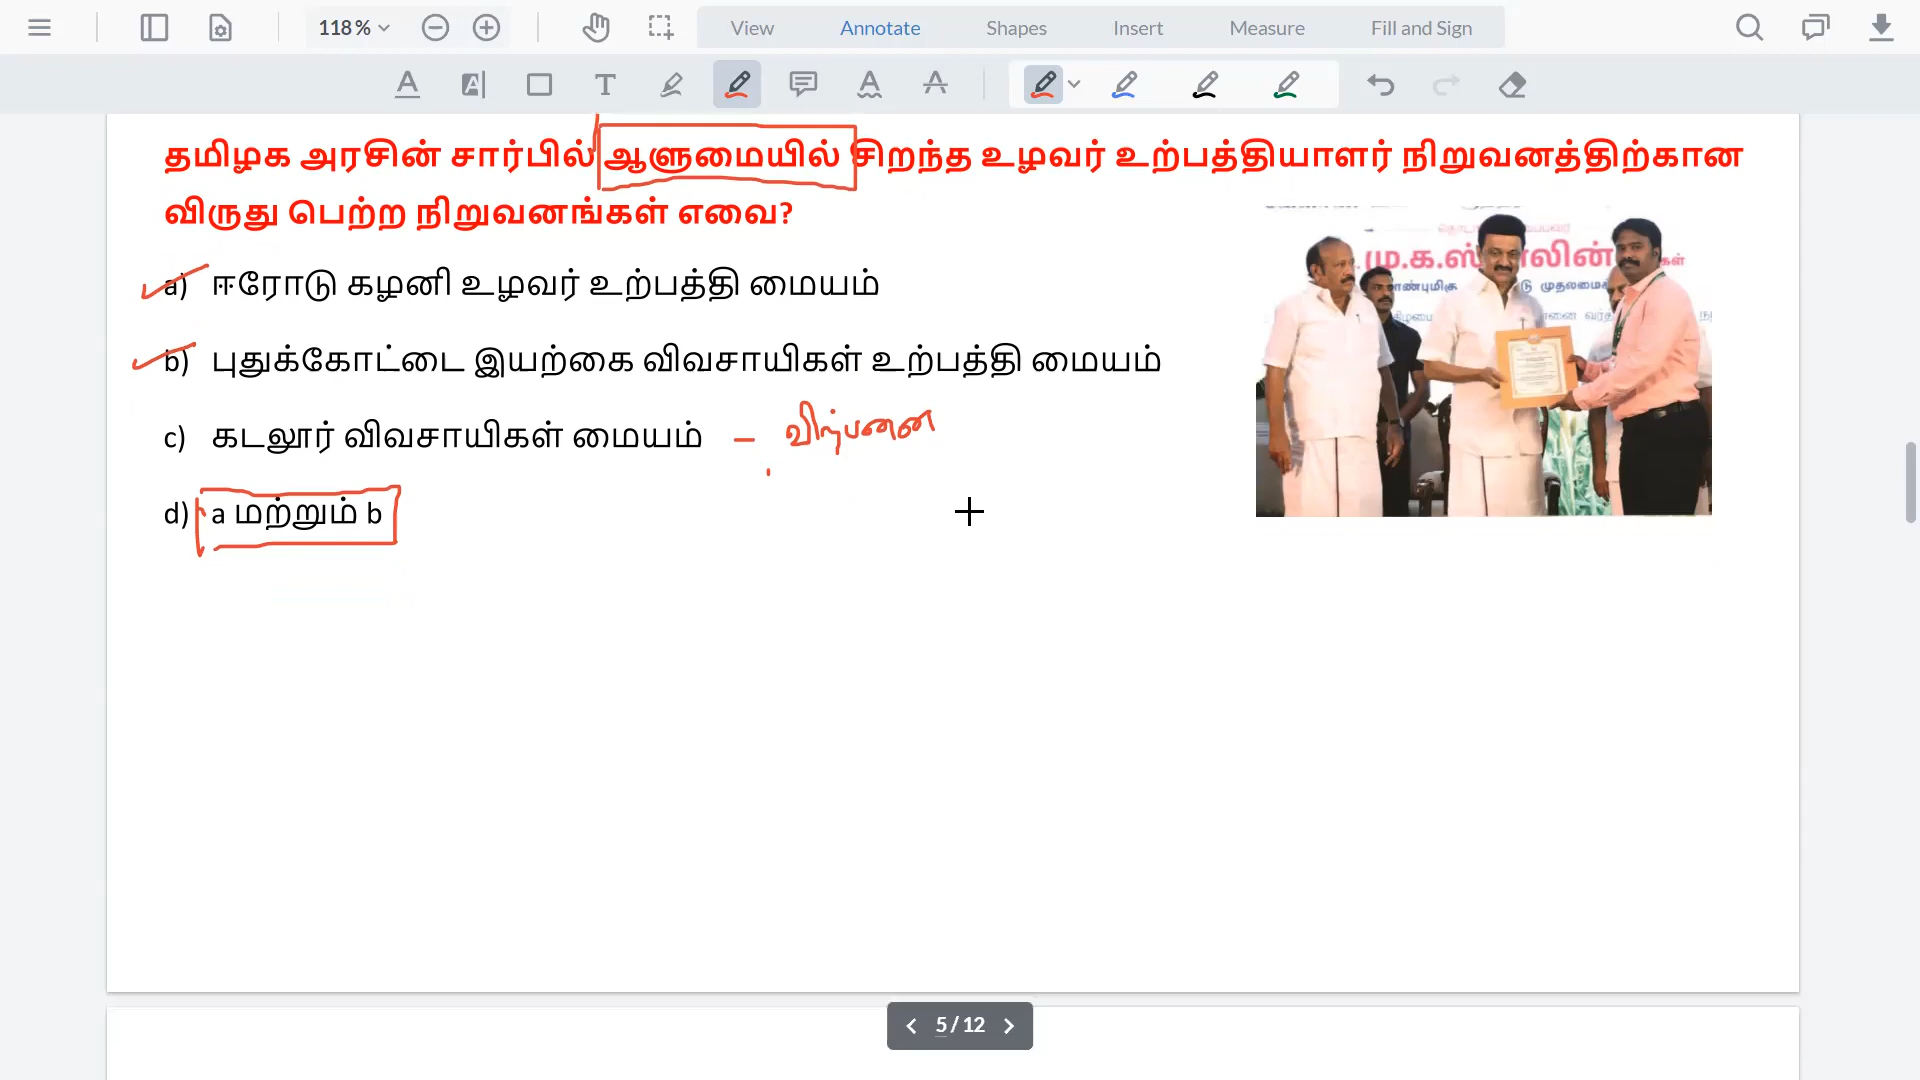 118%
View Annotate Shapes Insert Measure Fill and Sign
தமிழக அரசின் சார்பில் ஆளுமையில் சிறந்த உழவர் உற்பத்தியாளர் நிறுவனத்திற்கான
விருது பெற்ற நிறுவனங்கள் எவை?
மு.க.ஸ்டாலின்
a) ஈரோடு கழனி உழவர் உற்பத்தி மையம்
b) புதுக்கோட்டை இயற்கை விவசாயிகள் உற்பத்தி மையம்
c) கடலூர் விவசாயிகள் மையம் – விற்பனை
d) a மற்றும் b
5 / 12